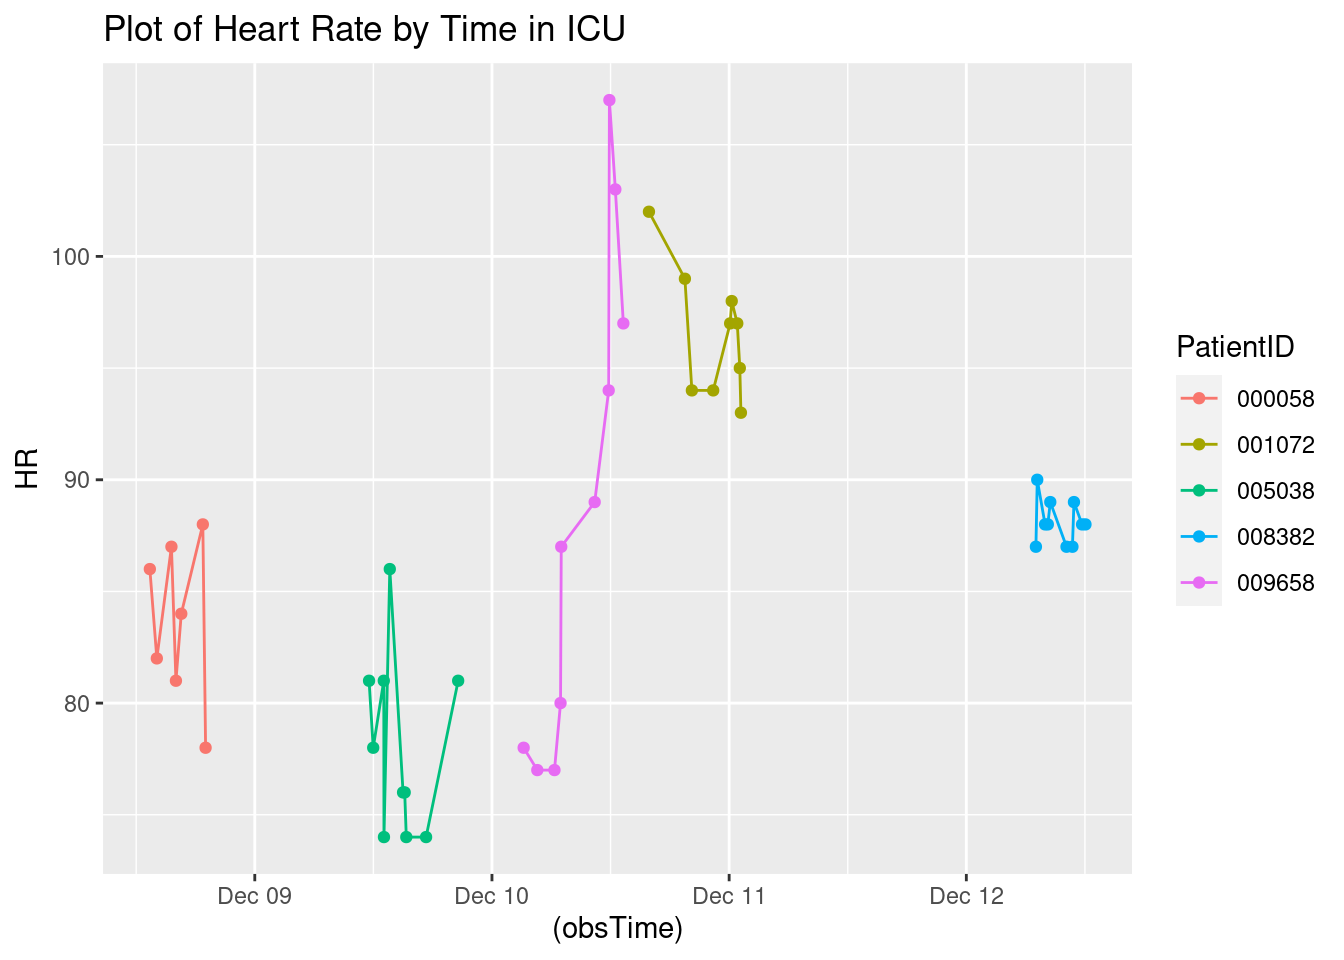 Plot of Heart Rate by Time in ICU
100
90
80
HR
Dec 09 Dec 10 Dec 11 Dec 12
(obsTime)
PatientID
000058
001072
005038
008382
009658